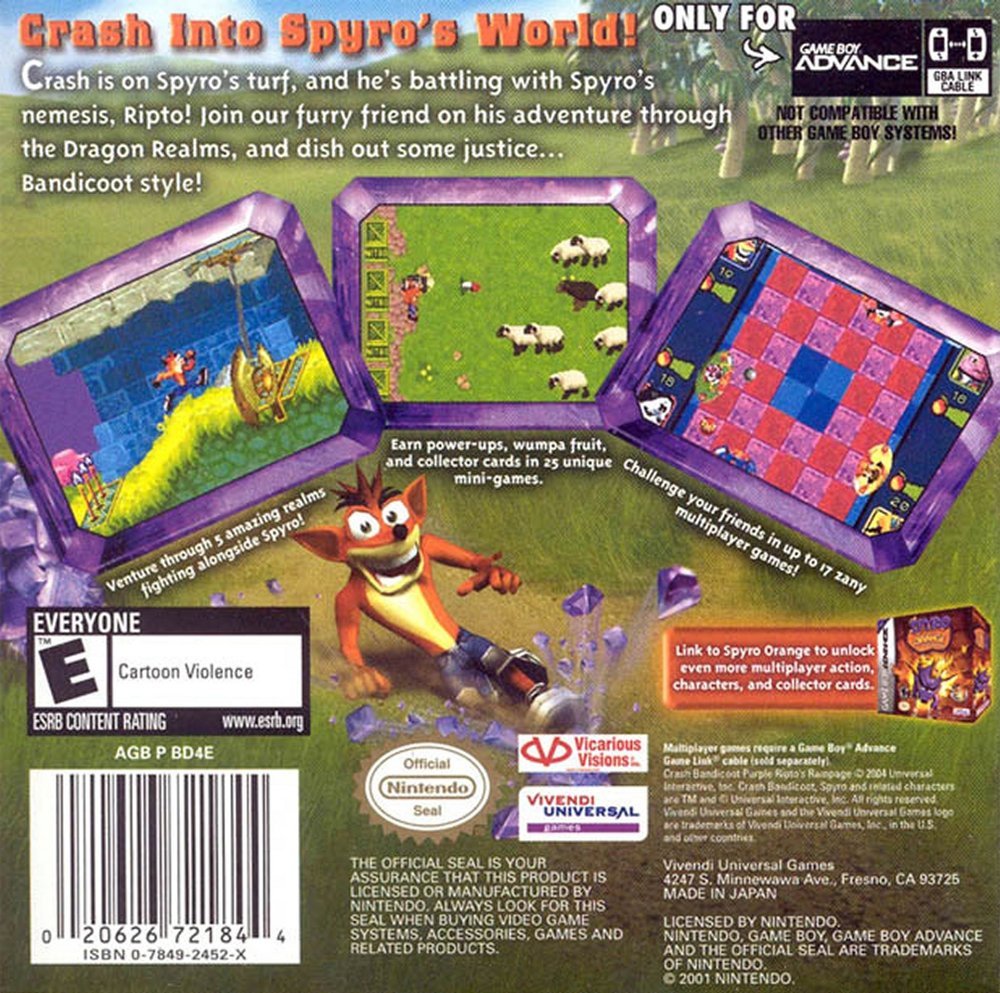 Crash Into Spyro's World!
ONLY FOR
GAME BOY
ADVANCE
GBA LINK
CABLE
NOT COMPATIBLE WITH
OTHER GAME BOY SYSTEMS!
Crash is on Spyro's turf, and he's battling with Spyro's
nemesis, Ripto! Join our furry friend on his adventure through
the Dragon Realms, and dish out some justice...
Bandicoot style!
10
18
18
20
Venture through 5 amazing realms
fighting alongside Spyro!
Earn power-ups, wumpa fruit,
and collector cards in 25 unique
mini-games.
Challenge your friends in up to 17 zany
multiplayer games!
EVERYONE
TM
E
Cartoon Violence
ESRB CONTENT RATING www.esrb.org
AGB P BD4E
Link to Spyro Orange to unlock
even more multiplayer action,
characters, and collector cards.
GAME BOY ADVANCE
SPYRO
ORANGE
Official
Nintendo
Seal
Vicarious
Visions
VIVENDI
UNIVERSAL
games
Multiplayer games require a Game Boy® Advance
Game Link® cable (sold separately).
Crash Bandicoot Purple Ripto's Rampage © 2004 Universal
Interactive, Inc. Crash Bandicoot, Spyro and related characters
are TM and © Universal Interactive, Inc. All rights reserved.
Vivendi Universal Games and the Vivendi Universal Games logo
are trademarks of Vivendi Universal Games, Inc., in the U.S.
and other countries.
THE OFFICIAL SEAL IS YOUR
ASSURANCE THAT THIS PRODUCT IS
LICENSED OR MANUFACTURED BY
NINTENDO. ALWAYS LOOK FOR THIS
SEAL WHEN BUYING VIDEO GAME
SYSTEMS, ACCESSORIES, GAMES AND
RELATED PRODUCTS.
Vivendi Universal Games
4247 S. Minnewawa Ave., Fresno, CA 93725
MADE IN JAPAN
LICENSED BY NINTENDO.
NINTENDO, GAME BOY, GAME BOY ADVANCE
AND THE OFFICIAL SEAL ARE TRADEMARKS
OF NINTENDO.
© 2001 NINTENDO.
0 20626 72184 4
ISBN 0-7849-2452-X